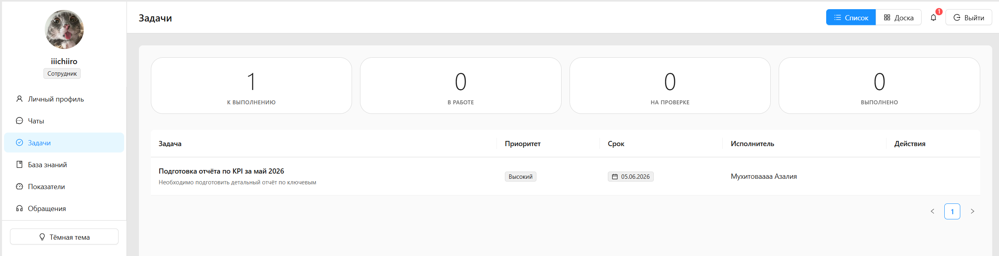 iiichiiro
Сотрудник
Личный профиль
Чаты
Задачи
База знаний
Показатели
Обращения
Тёмная тема
Задачи
Список
Доска
1
Выйти
1
К ВЫПОЛНЕНИЮ
0
В РАБОТЕ
0
НА ПРОВЕРКЕ
0
ВЫПОЛНЕНО
Задача
Приоритет
Срок
Исполнитель
Действия
Подготовка отчёта по KPI за май 2026
Необходимо подготовить детальный отчёт по ключевым
Высокий
05.06.2026
Мухитоваааа Азалия
1